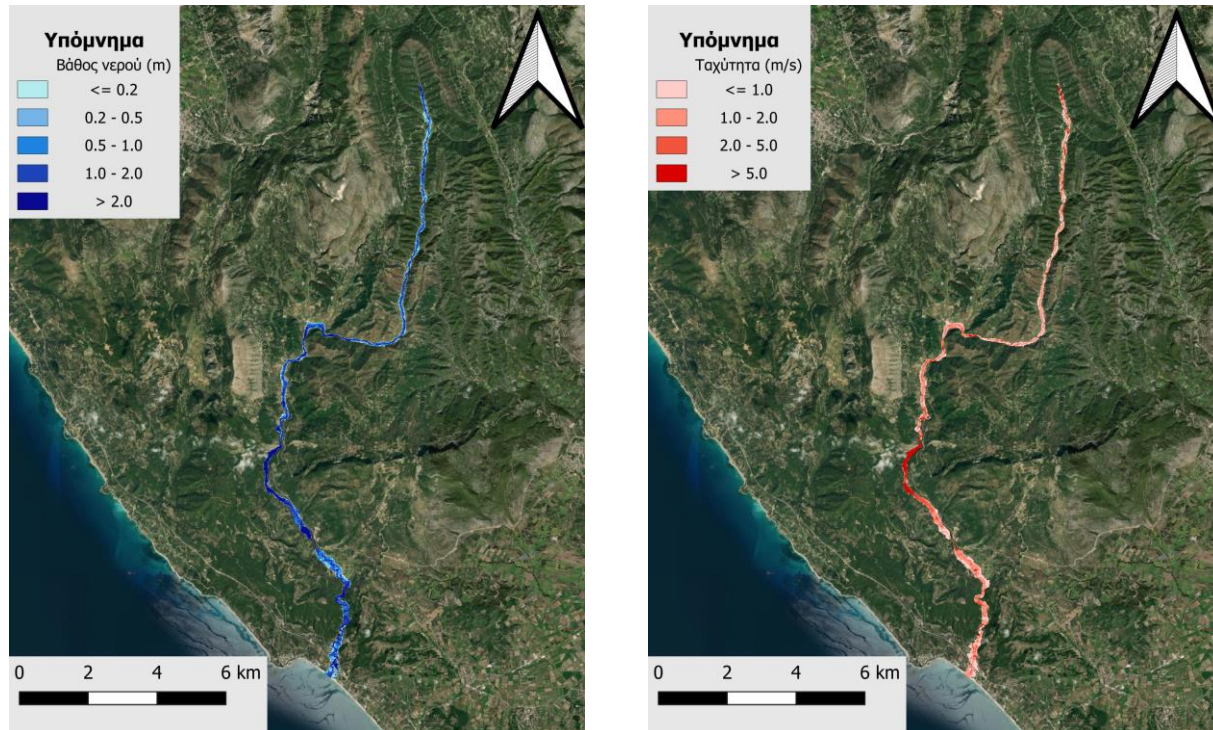 Υπόμνημα
Βάθος νερού (m)
<= 0.2
0.2 - 0.5
0.5 - 1.0
1.0 - 2.0
> 2.0
0 2 4 6 km
Υπόμνημα
Ταχύτητα (m/s)
<= 1.0
1.0 - 2.0
2.0 - 5.0
> 5.0
0 2 4 6 km